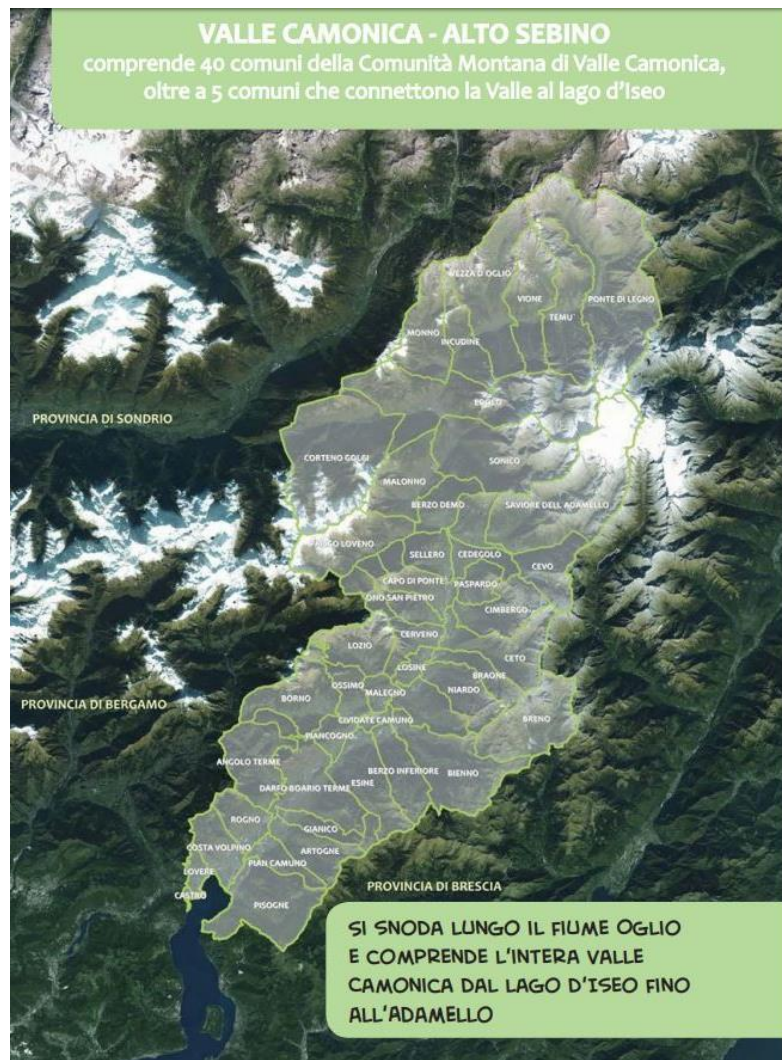 VALLE CAMONICA - ALTO SEBINO
comprende 40 comuni della Comunità Montana di Valle Camonica,
oltre a 5 comuni che connettono la Valle al lago d'Iseo
VEZZA D'OGLIO
VIONE
PONTE DI LEGNO
TEMU'
MONNO
INCUDINE
EDOLO
PROVINCIA DI SONDRIO
CORTENO GOLGI
SONICO
MALONNO
BERZO DEMO
SAVIORE DELL ADAMELLO
LOVENO
SELLERO
CEDEGOLO
CEVO
CAPO DI PONTE
PASPARDO
ONO SAN PIETRO
CIMBERGO
CERVENO
LOZIO
CETO
LOSINE
BRAONE
OSSIMO
MALEGNO
NIARDO
BORNO
PROVINCIA DI BERGAMO
CIVIDATE CAMUNO
BRENO
PIANCOGNO
ANGOLO TERME
BERZO INFERIORE
BIENNO
ESINE
DARFO BOARIO TERME
ROGNO
GIANICO
COSTA VOLPINO
ARTOGNE
PIAN CAMUNO
LOVERE
PROVINCIA DI BRESCIA
CASTRO
PISOGNE
SI SNODA LUNGO IL FIUME OGLIO
E COMPRENDE L'INTERA VALLE
CAMONICA DAL LAGO D'ISEO FINO
ALL'ADAMELLO